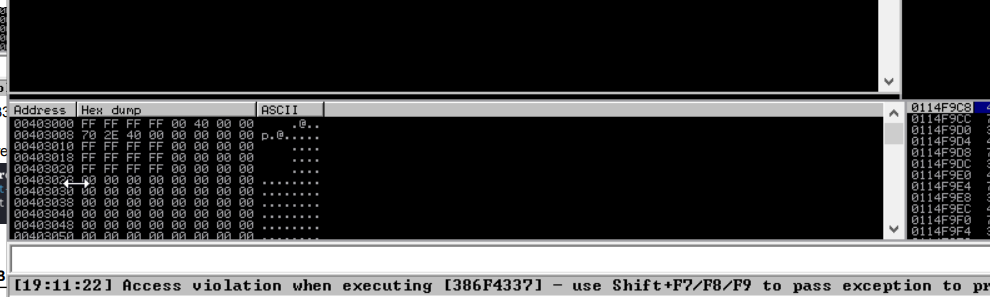 Address Hex dump ASCII
00403000 FF FF FF FF 00 40 00 00 .@..
00403008 70 2E 40 00 00 00 00 00 p.@.....
00403010 FF FF FF FF 00 00 00 00 ....
00403018 FF FF FF FF 00 00 00 00 ....
00403020 FF FF FF FF 00 00 00 00 ....
00 00 00 00 00 00 00 ........
00403030 00 00 00 00 00 00 00 ........
00403038 00 00 00 00 00 00 00 00 ........
00403040 00 00 00 00 00 00 00 00 ........
00403048 00 00 00 00 00 00 00 00 ........
00403050 00 00 00 00 00 00 00 00 ........
0114F9C8
0114F9CC
0114F9D0
0114F9D4
0114F9D8
0114F9DC
0114F9E0
0114F9E4
0114F9E8
0114F9EC
0114F9F0
0114F9F4
[19:11:22] Access violation when executing [386F4337] - use Shift+F7/F8/F9 to pass exception to pr